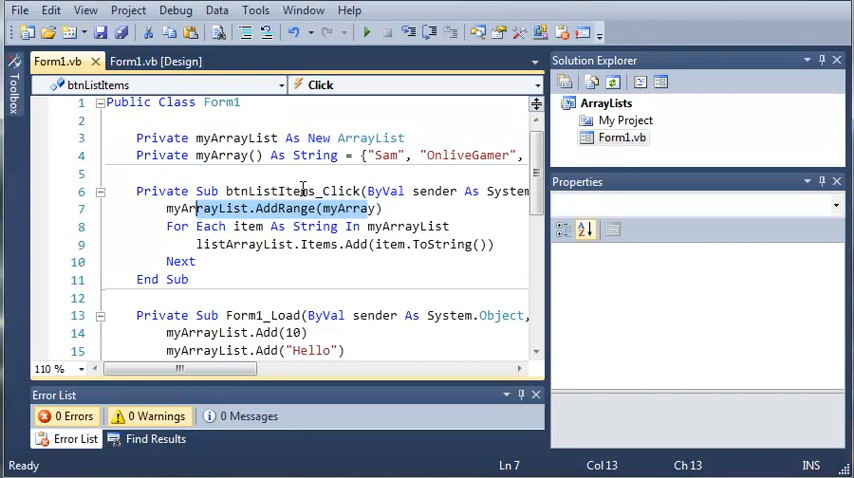 File Edit View Project Debug Data Tools Window Help
Form1.vb Form1.vb [Design]
btnListItems Click
Toolbox
1 Public Class Form1
2
3 Private myArrayList As New ArrayList
4 Private myArray() As String = {"Sam", "OnliveGamer",
5
6 Private Sub btnListItems_Click(ByVal sender As System
7 myArrayList.AddRange(myArray)
8 For Each item As String In myArrayList
9 listArrayList.Items.Add(item.ToString())
10 Next
11 End Sub
12
13 Private Sub Form1_Load(ByVal sender As System.Object,
14 myArrayList.Add(10)
15 myArrayList.Add("Hello")
110 %
Solution Explorer
ArrayLists
My Project
Form1.vb
Properties
Error List
0 Errors 0 Warnings 0 Messages
Error List Find Results
Ready Ln 7 Col 13 Ch 13 INS